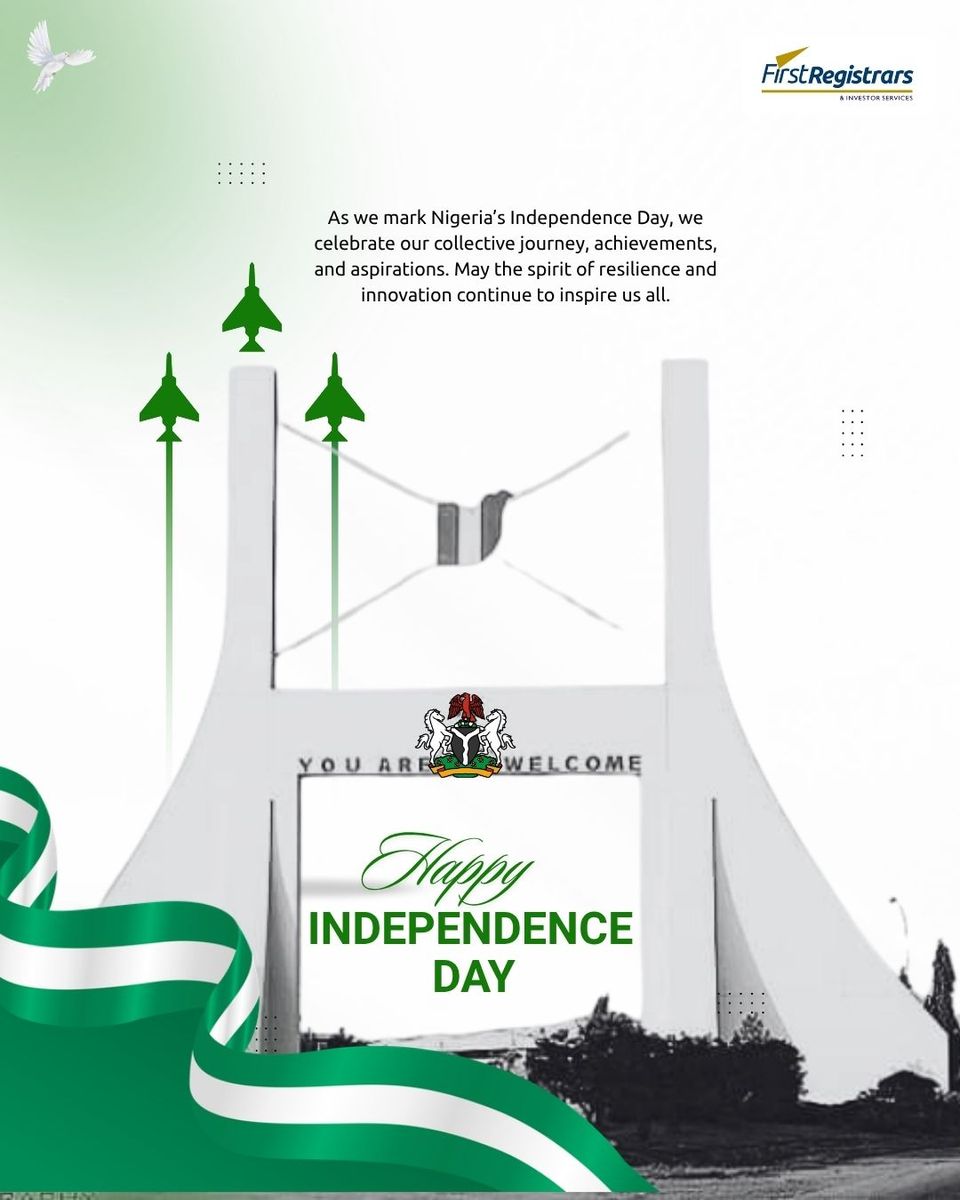 FirstRegistrars
& INVESTOR SERVICES
As we mark Nigeria’s Independence Day, we
celebrate our collective journey, achievements,
and aspirations. May the spirit of resilience and
innovation continue to inspire us all.
YOU ARE WELCOME
Happy
INDEPENDENCE
DAY